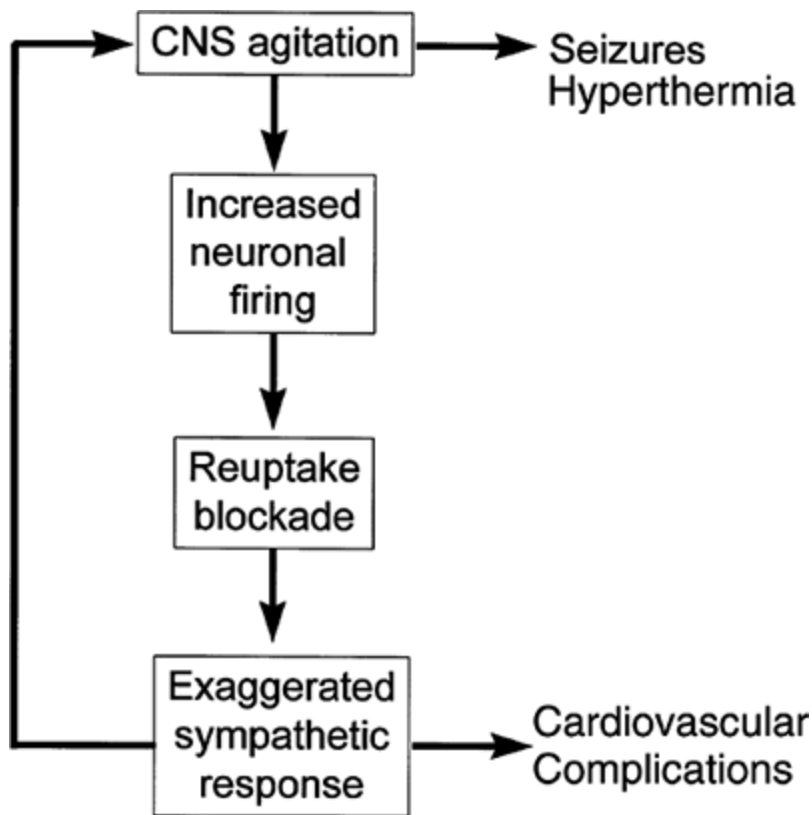 CNS agitation
Seizures
Hyperthermia
Increased
neuronal
firing
Reuptake
blockade
Exaggerated
sympathetic
response
Cardiovascular
Complications